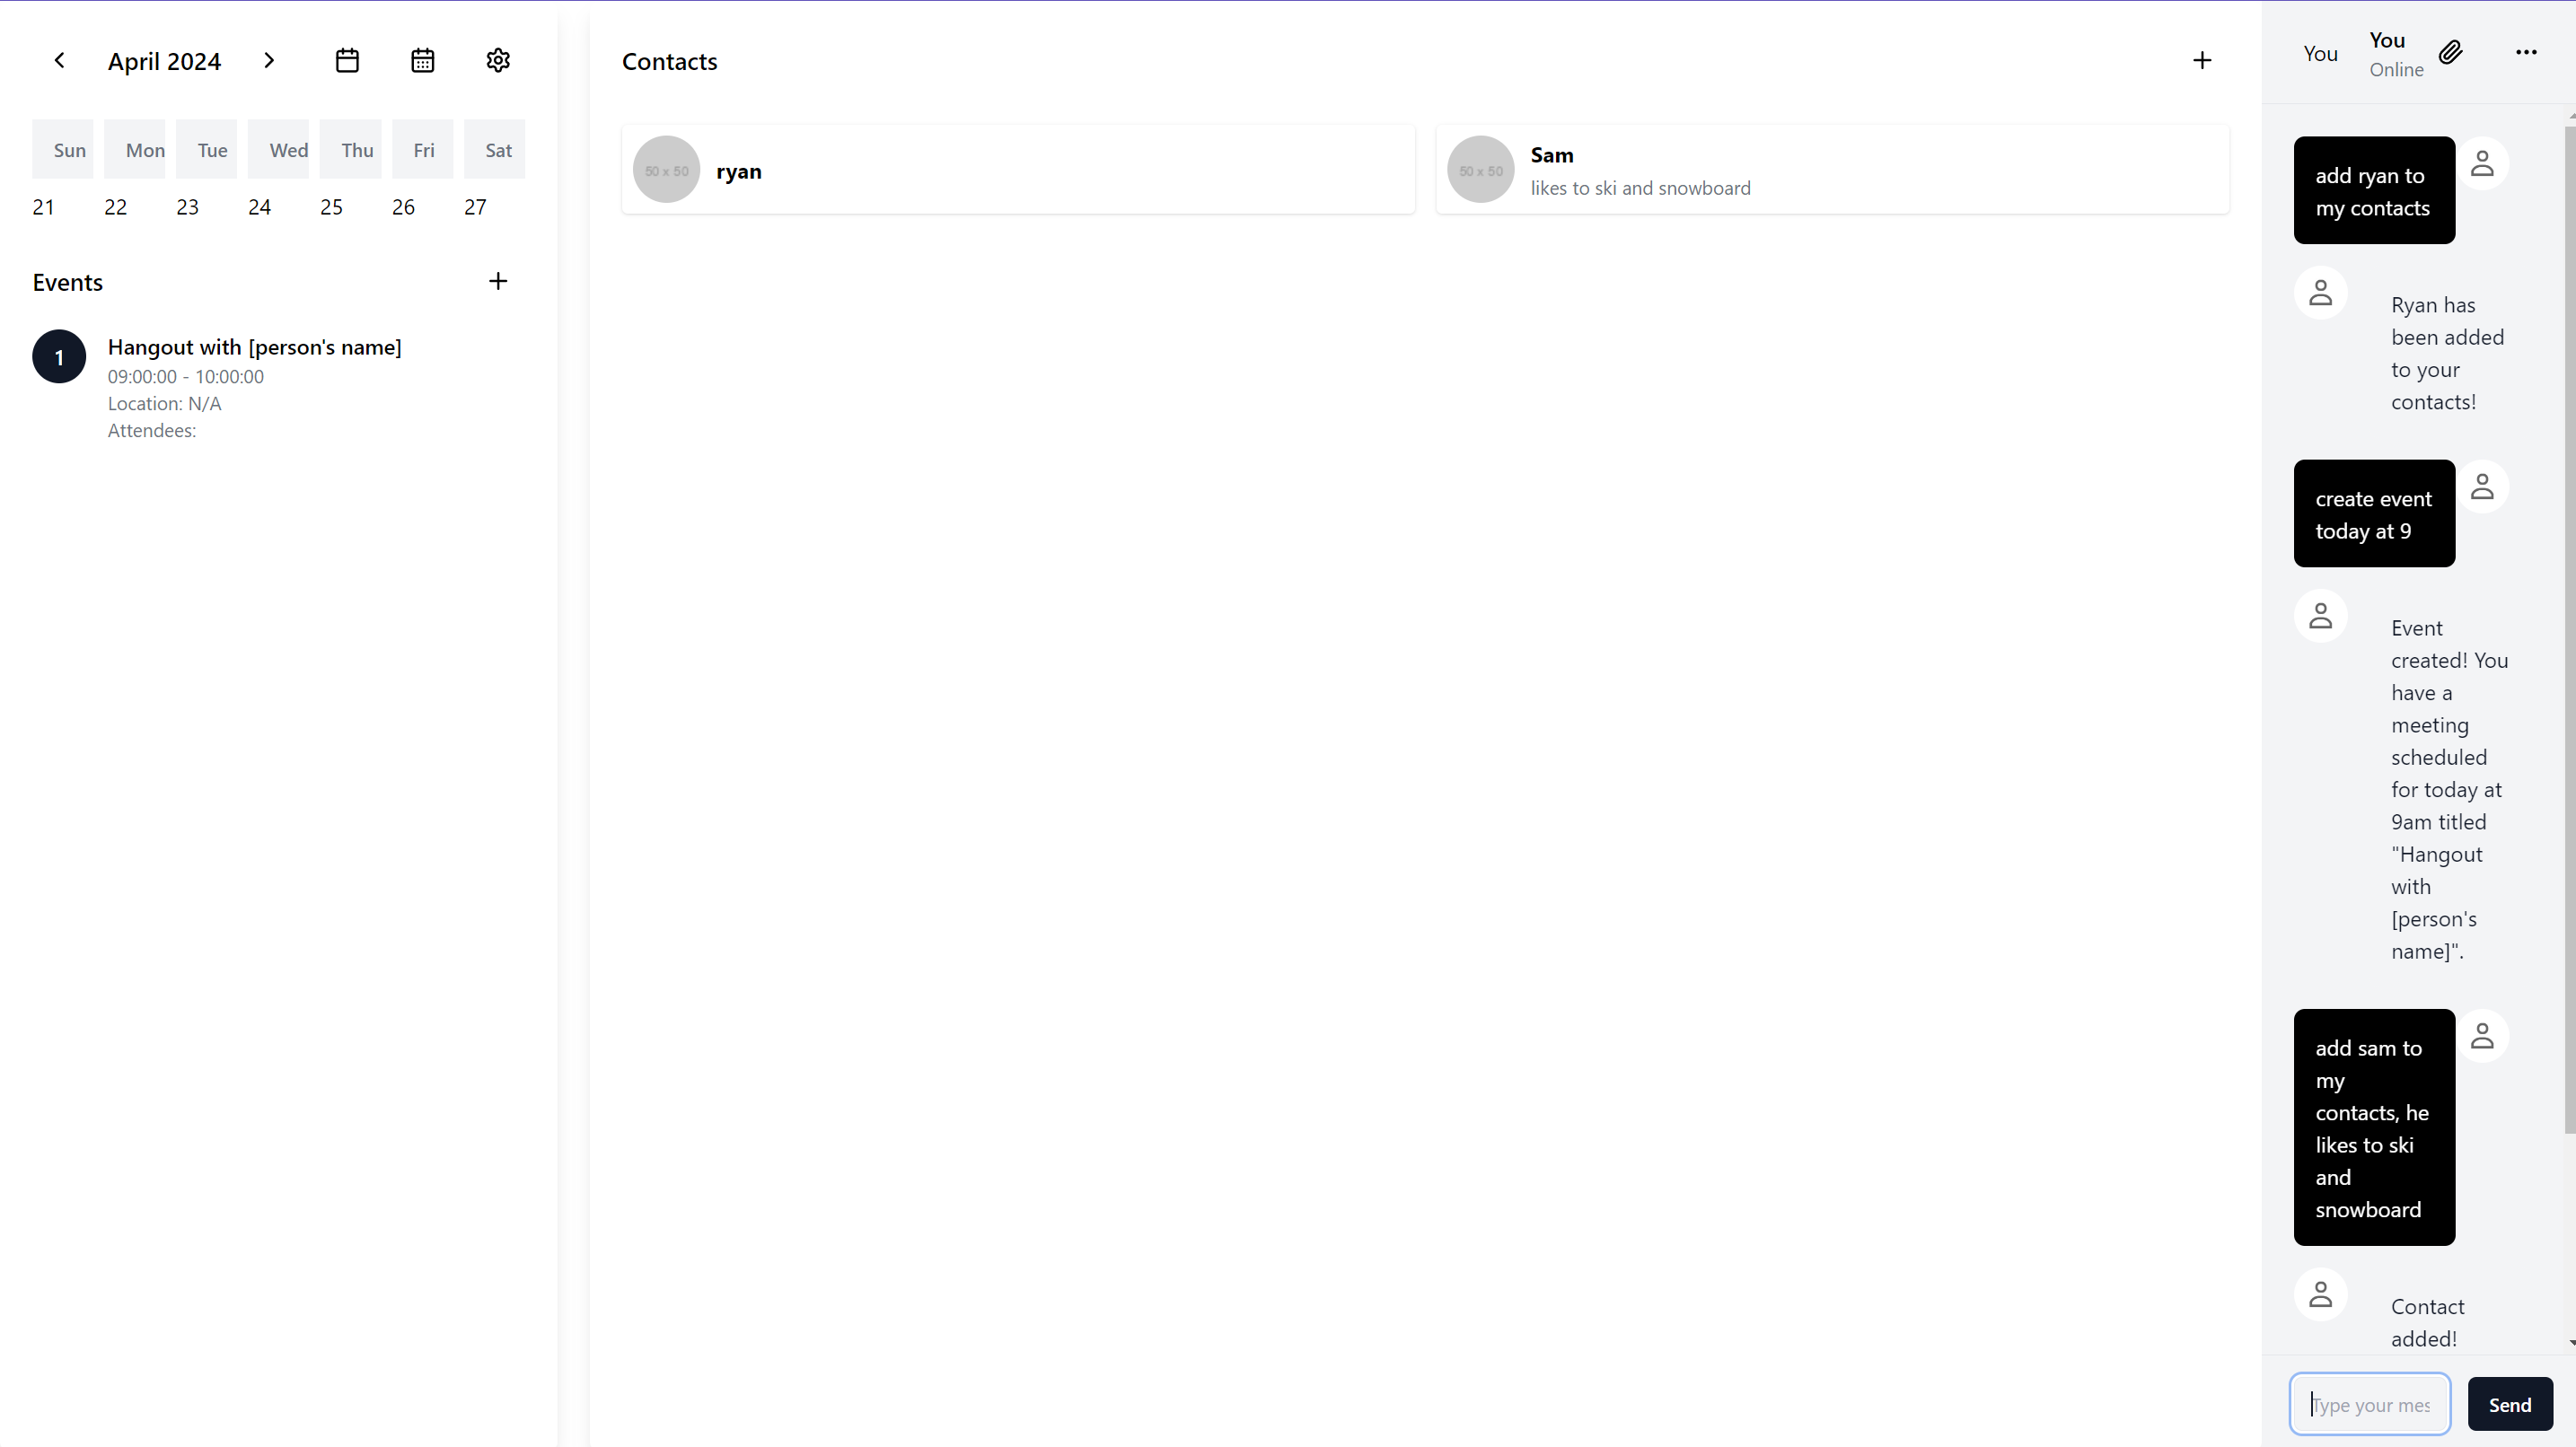 April 2024
Sun Mon Tue Wed Thu Fri Sat
21 22 23 24 25 26 27
Events
1
Hangout with [person's name]
09:00:00 - 10:00:00
Location: N/A
Attendees:
Contacts
50 x 50
ryan
50 x 50
Sam
likes to ski and snowboard
You
You
Online
add ryan to
my contacts
Ryan has
been added
to your
contacts!
create event
today at 9
Event
created! You
have a
meeting
scheduled
for today at
9am titled
"Hangout
with
[person's
name]".
add sam to
my
contacts, he
likes to ski
and
snowboard
Contact
added!
Type your mes
Send